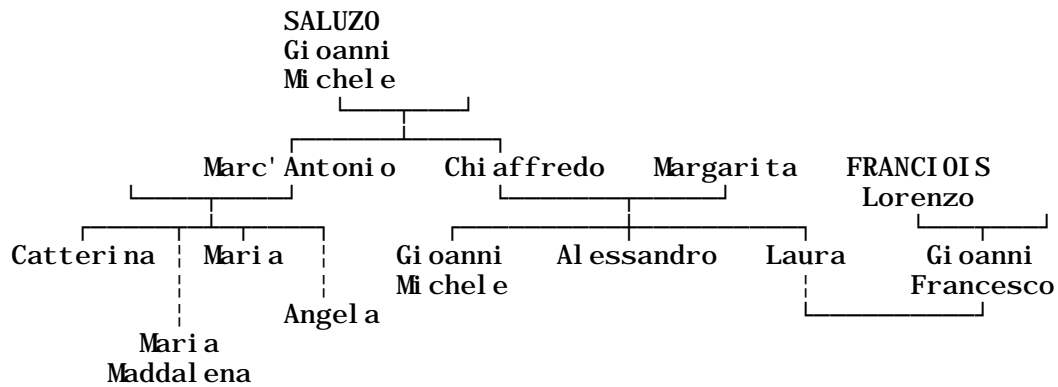 SALUZO
Gioanni
Michele
Marc'Antonio Chiaffredo Margarita FRANCIOIS
Lorenzo
Catterina Maria Gioanni Alessandro Laura Gioanni
Michele Francesco
Angela
Maria
Maddalena